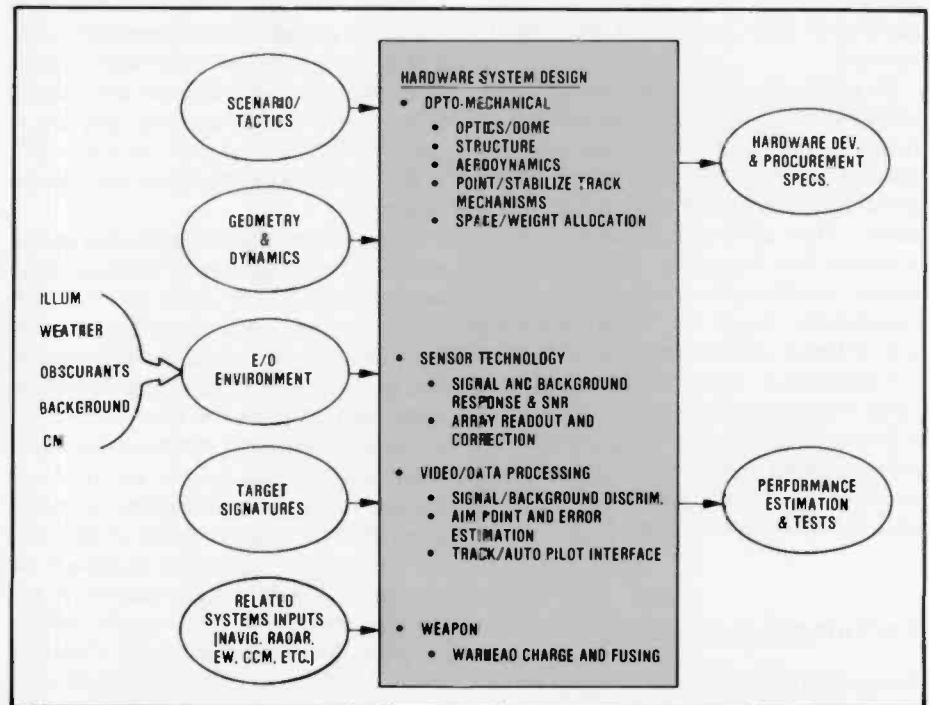 SCENARIO/
TACTICS
GEOMETRY
&
DYNAMICS
ILLUM
WEATHER
OBSCURANTS
BACKGROUND
CM
E/O
ENVIRONMENT
TARGET
SIGNATURES
RELATED
SYSTEMS INPUTS
(NAVIG. RADAR,
EW, CCM, ETC.)
HARDWARE SYSTEM DESIGN
• OPTO-MECHANICAL
• OPTICS/DOME
• STRUCTURE
• AERODYNAMICS
• POINT/STABILIZE TRACK
MECHANISMS
• SPACE/WEIGHT ALLOCATION
• SENSOR TECHNOLOGY
• SIGNAL AND BACKGROUND
RESPONSE & SNR
• ARRAY READOUT AND
CORRECTION
• VIDEO/DATA PROCESSING
• SIGNAL/BACKGROUND DISCRIM.
• AIM POINT AND ERROR
ESTIMATION
• TRACK/AUTO PILOT INTERFACE
• WEAPON
• WARHEAD CHARGE AND FUSING
HARDWARE DEV.
& PROCUREMENT
SPECS.
PERFORMANCE
ESTIMATION
& TESTS